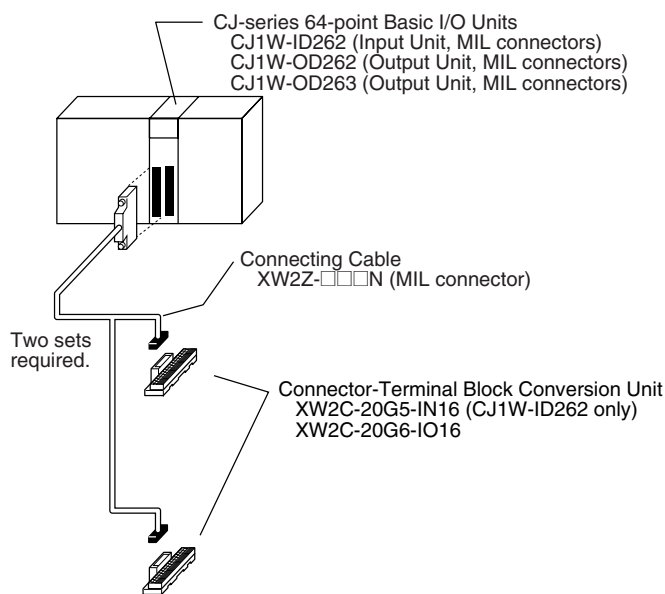 CJ-series 64-point Basic I/O Units
CJ1W-ID262 (Input Unit, MIL connectors)
CJ1W-OD262 (Output Unit, MIL connectors)
CJ1W-OD263 (Output Unit, MIL connectors)
Connecting Cable
XW2Z-□□□N (MIL connector)
Two sets
required.
Connector-Terminal Block Conversion Unit
XW2C-20G5-IN16 (CJ1W-ID262 only)
XW2C-20G6-IO16